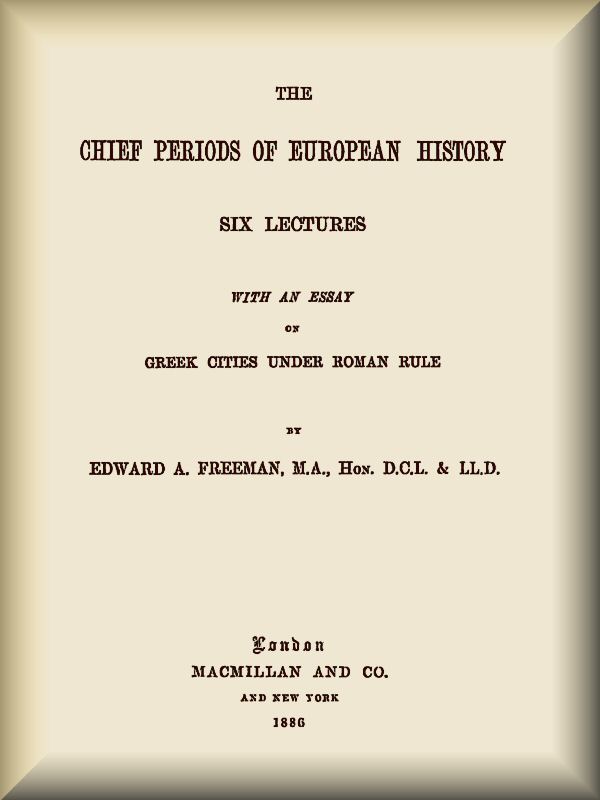 THE
CHIEF PERIODS OF EUROPEAN HISTORY
SIX LECTURES
WITH AN ESSAY
ON
GREEK CITIES UNDER ROMAN RULE
BY
EDWARD A. FREEMAN, M.A., Hon. D.C.L. & LL.D.
London
MACMILLAN AND CO.
AND NEW YORK
1886